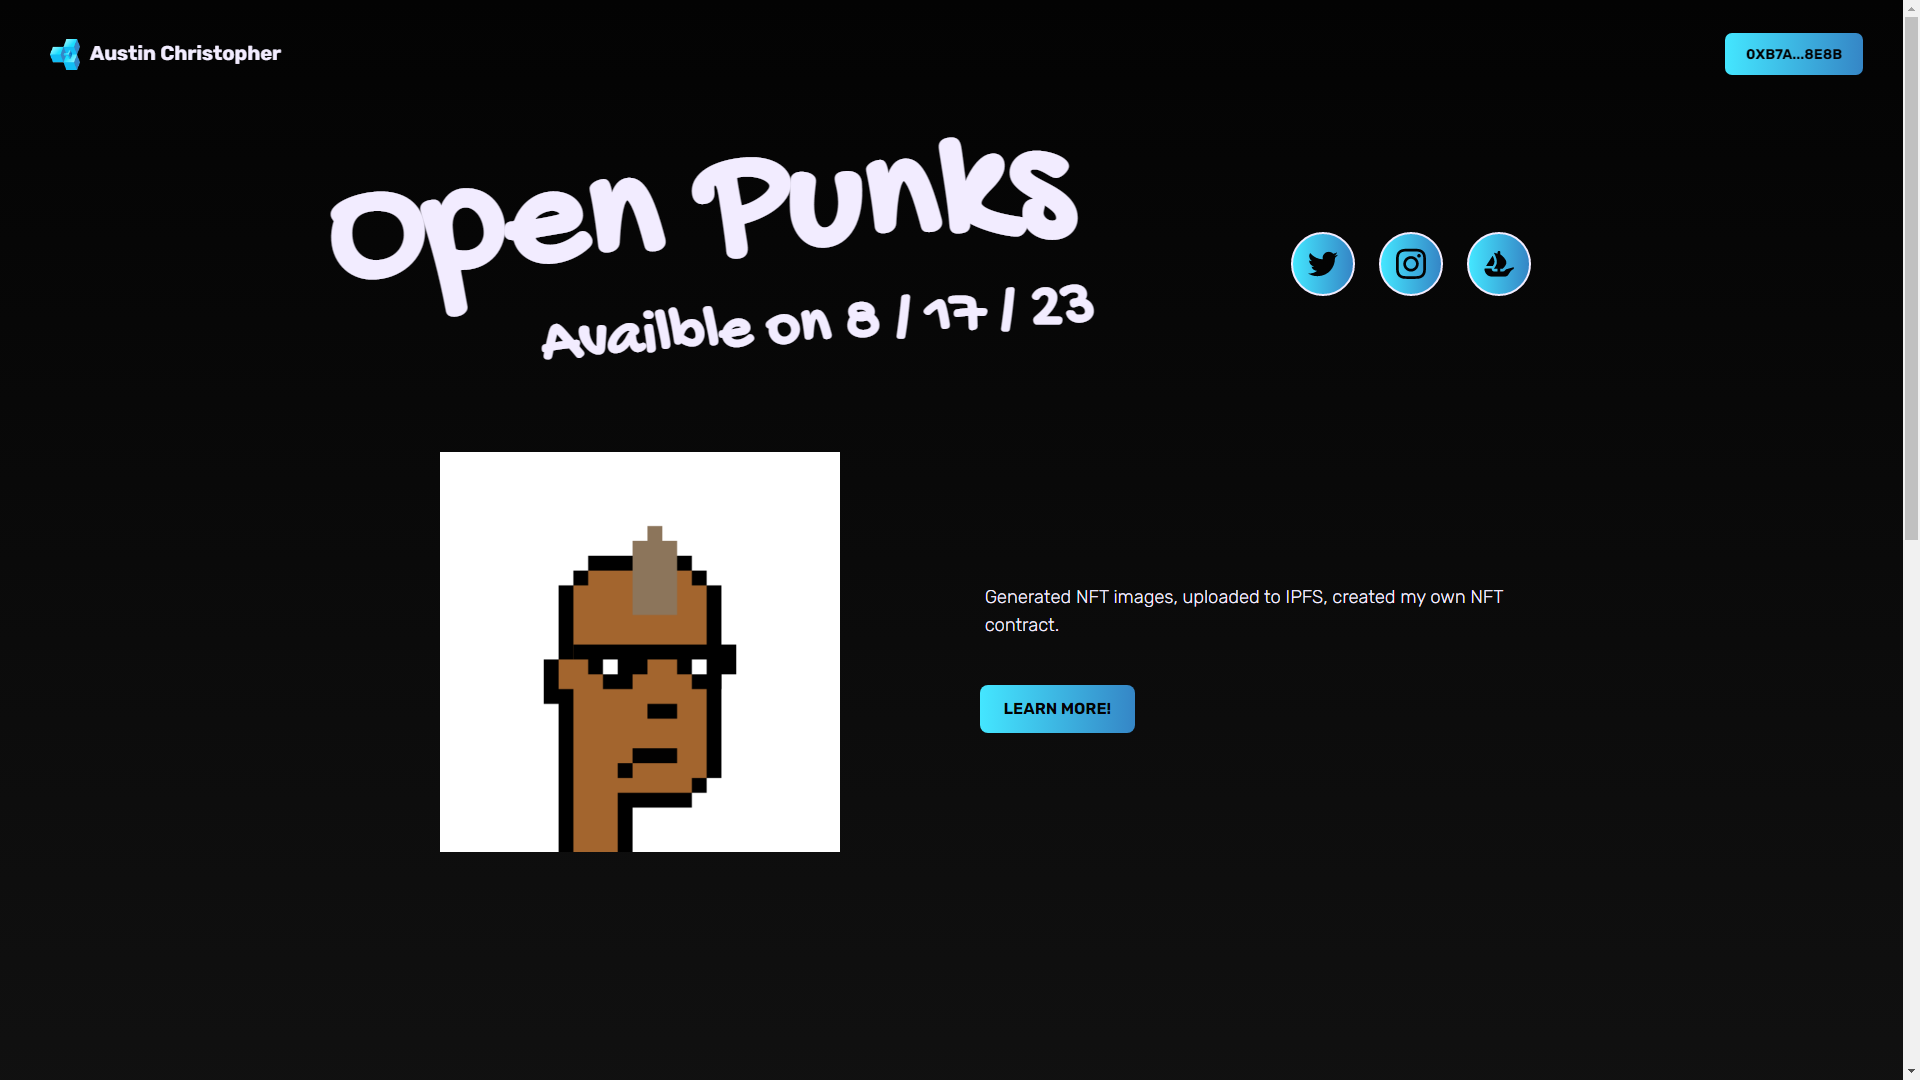 Austin Christopher
0XB7A...8E8B
Open Punks
Availble on 8 / 17 / 23
Generated NFT images, uploaded to IPFS, created my own NFT
contract.
LEARN MORE!